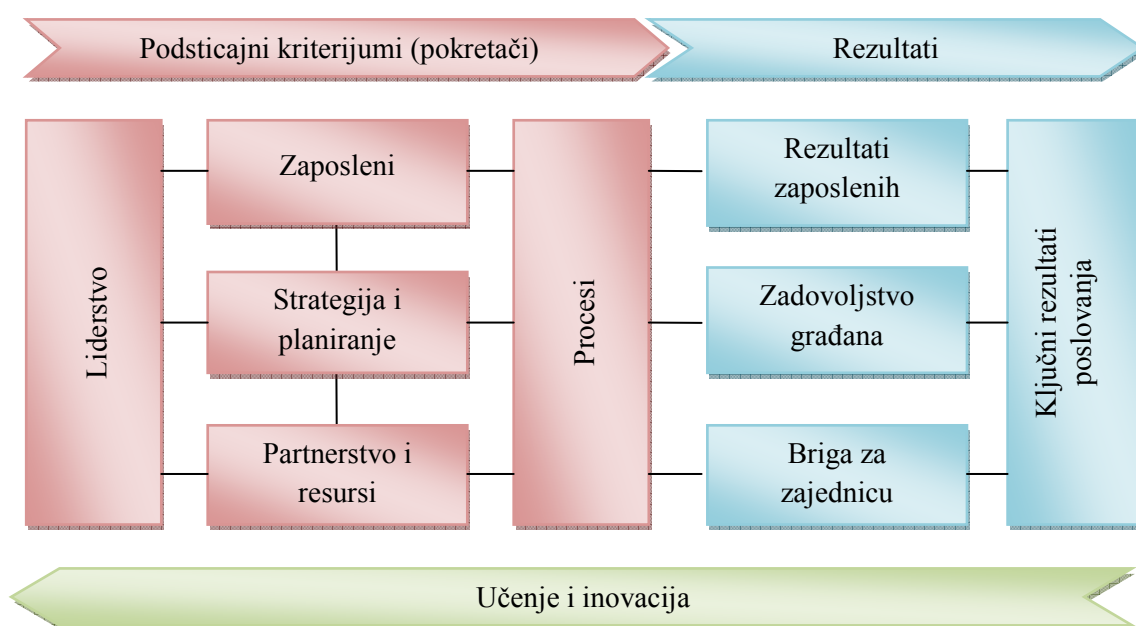 Podsticajni kriterijumi (pokretači)
Rezultati
Liderstvo
Zaposleni
Strategija i
planiranje
Partnerstvo i
resursi
Procesi
Rezultati
zaposlenih
Zadovoljstvo
građana
Briga za
zajednicu
Ključni rezultati
poslovanja
Učenje i inovacija